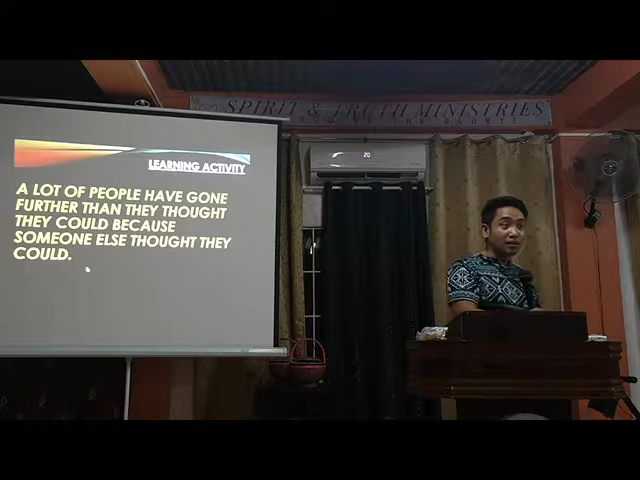 SPIRIT & TRUTH MINISTRIES
LEARNING ACTIVITY
A LOT OF PEOPLE HAVE GONE
FURTHER THAN THEY THOUGHT
THEY COULD BECAUSE
SOMEONE ELSE THOUGHT THEY
COULD.
20